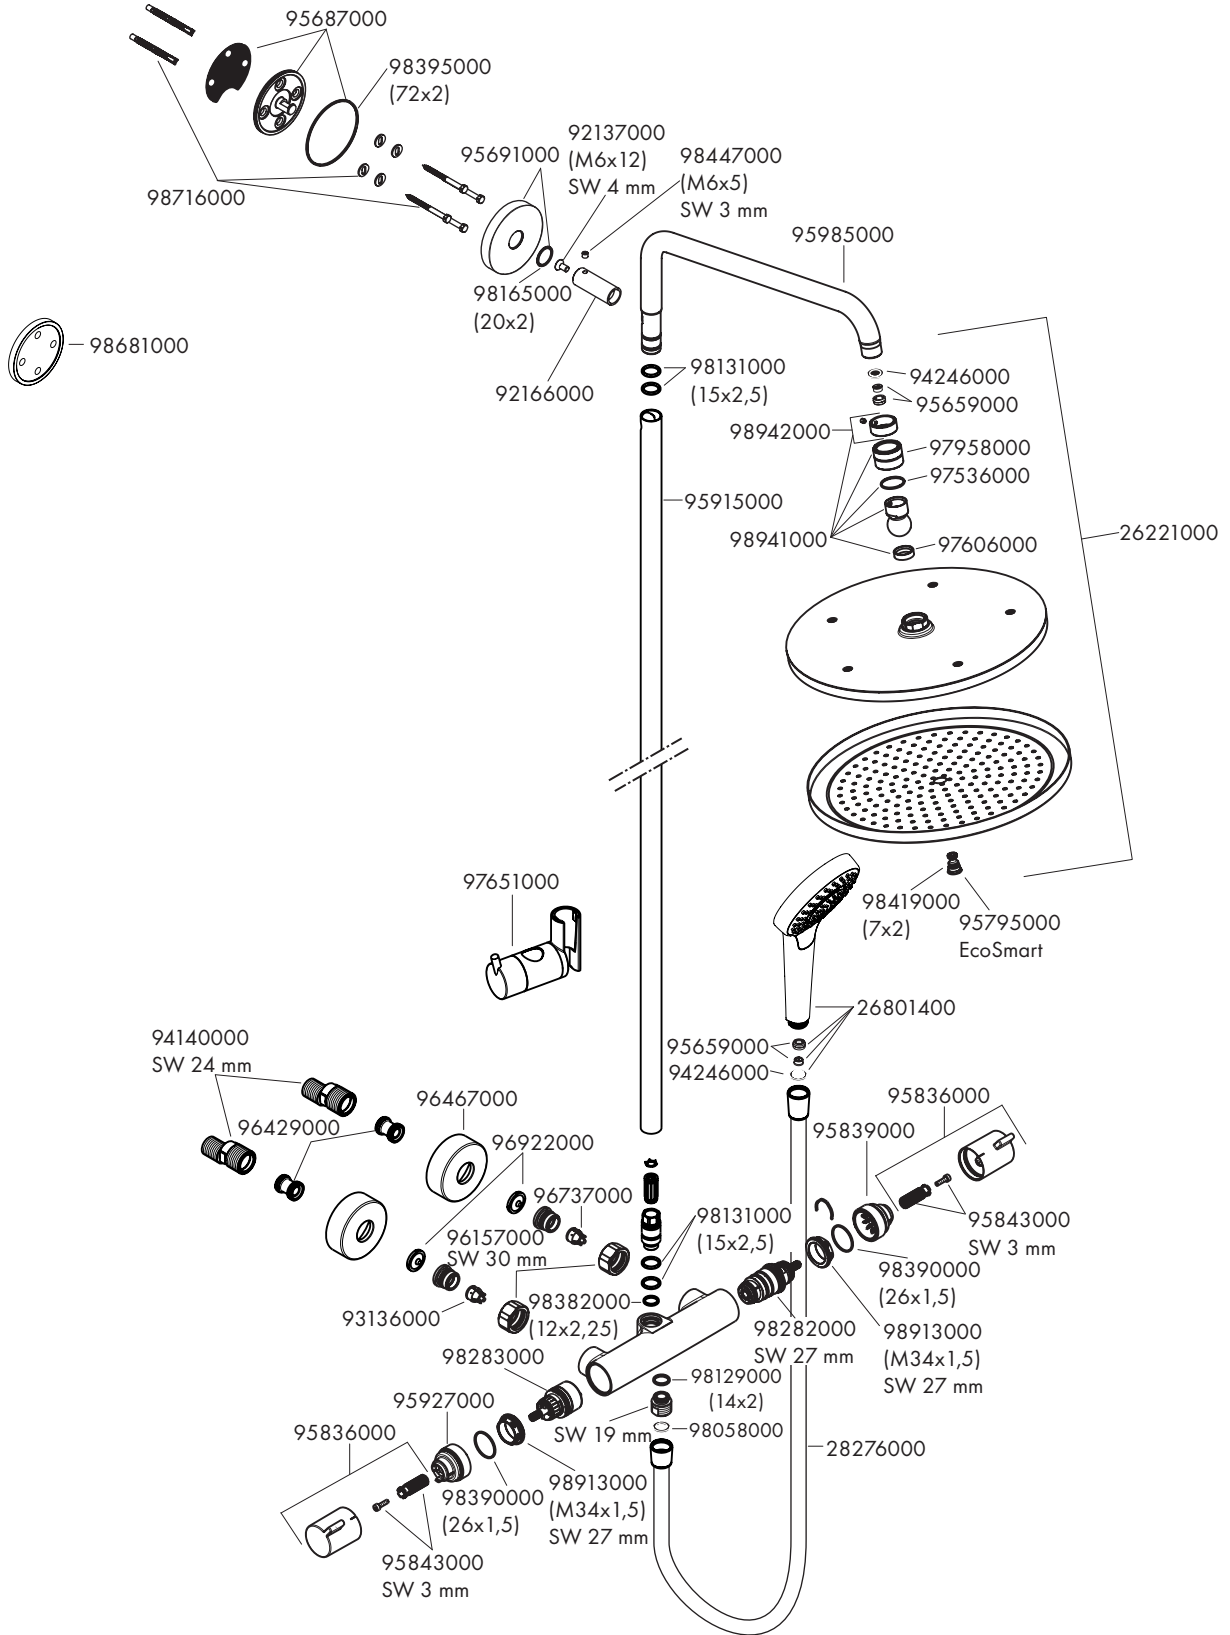 95687000
98395000
(72x2)
92137000
(M6x12)
SW 4 mm
95691000
98447000
(M6x5)
SW 3 mm
98716000
95985000
98165000
(20x2)
98681000
92166000
98131000
(15x2,5)
94246000
95659000
98942000
97958000
97536000
95915000
98941000
97606000
26221000
97651000
98419000
(7x2)
95795000
EcoSmart
26801400
94140000
SW 24 mm
95659000
94246000
96467000
95836000
96429000
96922000
95839000
96737000
98131000
(15x2,5)
95843000
SW 3 mm
96157000
SW 30 mm
98390000
(26x1,5)
93136000
98382000
(12x2,25)
98282000
SW 27 mm
98913000
(M34x1,5)
SW 27 mm
98283000
98129000
(14x2)
95927000
SW 19 mm
98058000
95836000
28276000
98390000
(26x1,5)
98913000
(M34x1,5)
SW 27 mm
95843000
SW 3 mm